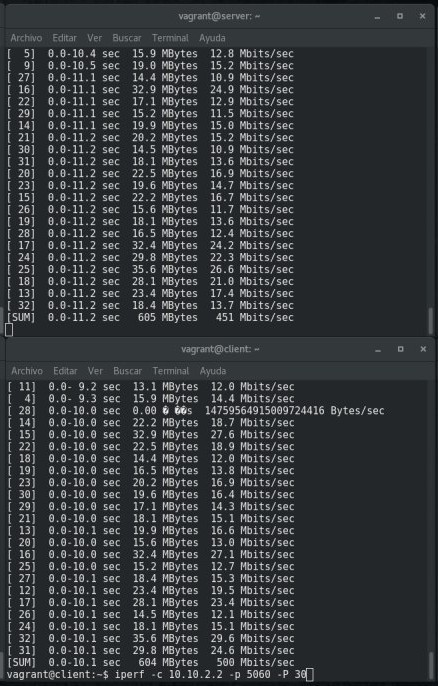 vagrant@server: ~
Archivo Editar Ver Buscar Terminal Ayuda
[  5]  0.0-10.4 sec  15.9 MBytes  12.8 Mbits/sec
[  9]  0.0-10.5 sec  19.0 MBytes  15.2 Mbits/sec
[ 27]  0.0-11.1 sec  14.4 MBytes  10.9 Mbits/sec
[ 16]  0.0-11.1 sec  32.9 MBytes  24.9 Mbits/sec
[ 22]  0.0-11.1 sec  17.1 MBytes  12.9 Mbits/sec
[ 29]  0.0-11.1 sec  15.2 MBytes  11.5 Mbits/sec
[ 14]  0.0-11.1 sec  19.9 MBytes  15.0 Mbits/sec
[ 21]  0.0-11.2 sec  20.2 MBytes  15.2 Mbits/sec
[ 30]  0.0-11.2 sec  14.5 MBytes  10.9 Mbits/sec
[ 31]  0.0-11.2 sec  18.1 MBytes  13.6 Mbits/sec
[ 20]  0.0-11.2 sec  22.5 MBytes  16.9 Mbits/sec
[ 23]  0.0-11.2 sec  19.6 MBytes  14.7 Mbits/sec
[ 15]  0.0-11.2 sec  22.2 MBytes  16.7 Mbits/sec
[ 26]  0.0-11.2 sec  15.6 MBytes  11.7 Mbits/sec
[ 19]  0.0-11.2 sec  18.1 MBytes  13.6 Mbits/sec
[ 28]  0.0-11.2 sec  16.5 MBytes  12.4 Mbits/sec
[ 17]  0.0-11.2 sec  32.4 MBytes  24.2 Mbits/sec
[ 24]  0.0-11.2 sec  29.8 MBytes  22.3 Mbits/sec
[ 25]  0.0-11.2 sec  35.6 MBytes  26.6 Mbits/sec
[ 18]  0.0-11.2 sec  28.1 MBytes  21.0 Mbits/sec
[ 13]  0.0-11.2 sec  23.4 MBytes  17.4 Mbits/sec
[ 32]  0.0-11.2 sec  18.4 MBytes  13.7 Mbits/sec
[SUM]  0.0-11.2 sec   605 MBytes   451 Mbits/sec
vagrant@client: ~
Archivo Editar Ver Buscar Terminal Ayuda
[ 11]  0.0- 9.2 sec  13.1 MBytes  12.0 Mbits/sec
[  4]  0.0- 9.3 sec  15.9 MBytes  14.4 Mbits/sec
[ 28]  0.0-10.0 sec  0.00 � ��s  14759564915009724416 Bytes/sec
[ 14]  0.0-10.0 sec  22.2 MBytes  18.7 Mbits/sec
[ 15]  0.0-10.0 sec  32.9 MBytes  27.6 Mbits/sec
[ 22]  0.0-10.0 sec  22.5 MBytes  18.9 Mbits/sec
[ 18]  0.0-10.0 sec  14.4 MBytes  12.0 Mbits/sec
[ 19]  0.0-10.0 sec  16.5 MBytes  13.8 Mbits/sec
[ 23]  0.0-10.0 sec  20.2 MBytes  16.9 Mbits/sec
[ 30]  0.0-10.0 sec  19.6 MBytes  16.4 Mbits/sec
[ 29]  0.0-10.0 sec  17.1 MBytes  14.3 Mbits/sec
[ 21]  0.0-10.0 sec  18.1 MBytes  15.1 Mbits/sec
[ 13]  0.0-10.0 sec  19.9 MBytes  16.6 Mbits/sec
[ 20]  0.0-10.0 sec  15.6 MBytes  13.0 Mbits/sec
[ 16]  0.0-10.0 sec  32.4 MBytes  27.1 Mbits/sec
[ 25]  0.0-10.0 sec  15.2 MBytes  12.7 Mbits/sec
[ 27]  0.0-10.1 sec  18.4 MBytes  15.3 Mbits/sec
[ 12]  0.0-10.1 sec  23.4 MBytes  19.5 Mbits/sec
[ 17]  0.0-10.1 sec  28.1 MBytes  23.4 Mbits/sec
[ 26]  0.0-10.1 sec  14.5 MBytes  12.1 Mbits/sec
[ 24]  0.0-10.1 sec  18.1 MBytes  15.1 Mbits/sec
[ 32]  0.0-10.1 sec  35.6 MBytes  29.6 Mbits/sec
[ 31]  0.0-10.1 sec  29.8 MBytes  24.6 Mbits/sec
[SUM]  0.0-10.1 sec   604 MBytes   500 Mbits/sec
vagrant@client:~$ iperf -c 10.10.2.2 -p 5060 -P 30